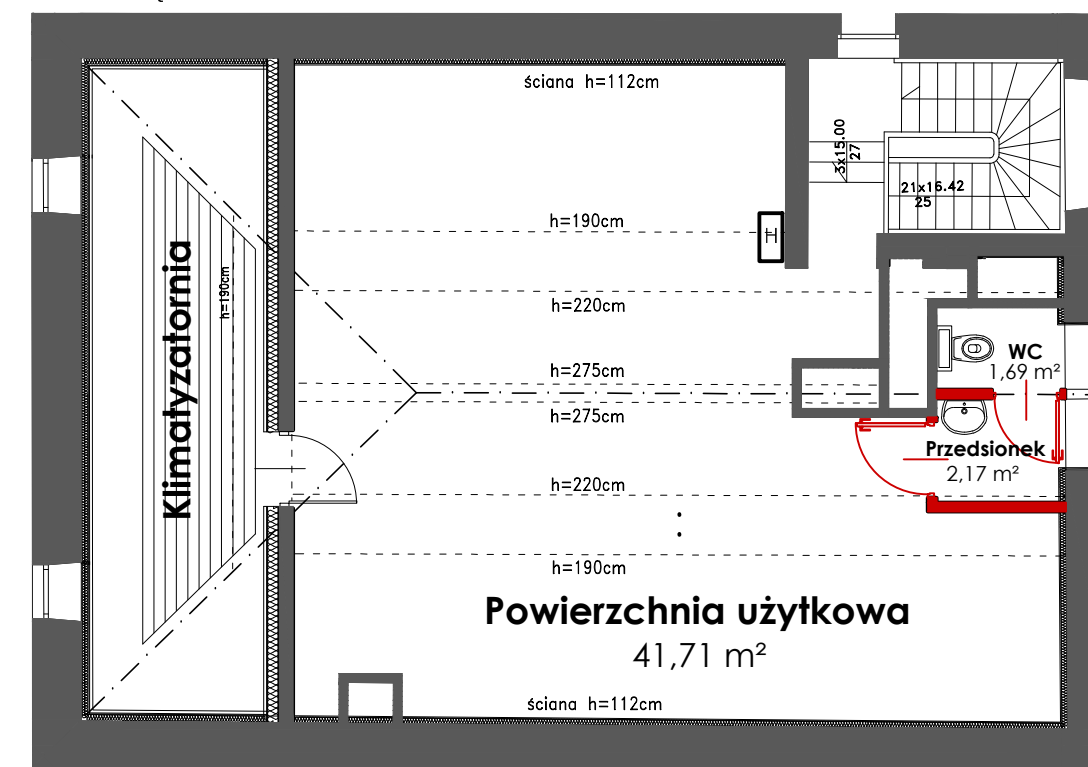 ściana h=112cm
3x15.00
27
21x16.42
25
h=190cm
H
h=190cm
Klimatyzatornia
h=220cm
WC
1,69 m²
h=275cm
h=275cm
Przedsionek
2,17 m²
h=220cm
h=190cm
Powierzchnia użytkowa
41,71 m²
ściana h=112cm